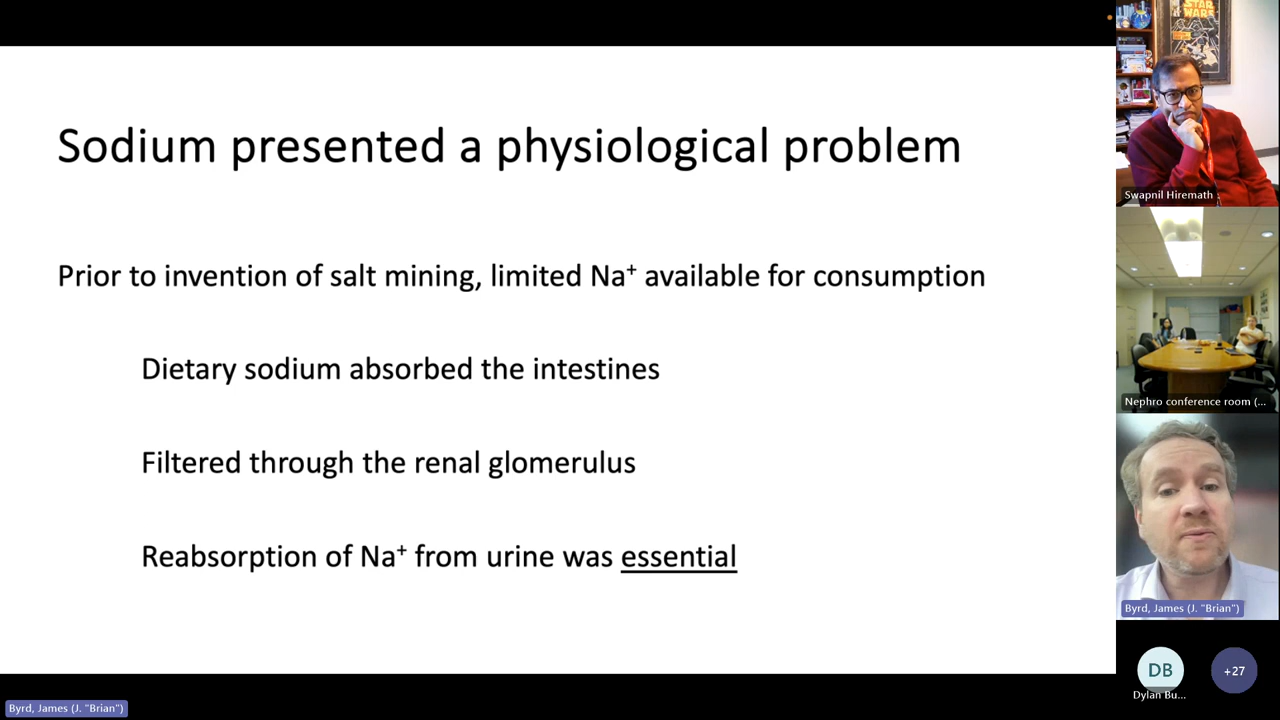 Sodium presented a physiological problem
Prior to invention of salt mining, limited Na⁺ available for consumption
Dietary sodium absorbed the intestines
Filtered through the renal glomerulus
Reabsorption of Na⁺ from urine was essential
STAR
WARS
Swapnil Hiremath
Nephro conference room (...
Byrd, James (J. "Brian")
DB
+27
Dylan Bu...
Byrd, James (J. "Brian")